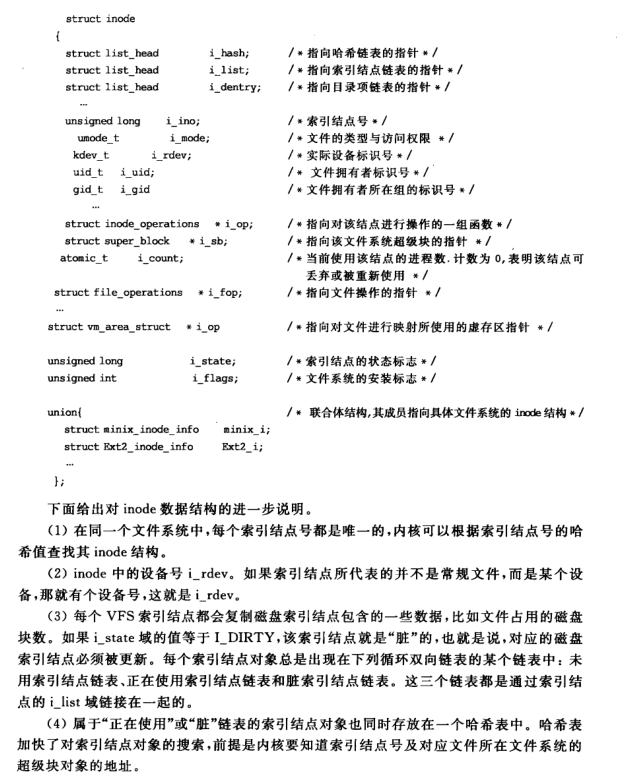 struct inode
{
struct list_head i_hash; /*指向哈希链表的指针*/
struct list_head i_list; /*指向索引结点链表的指针*/
struct list_head i_dentry; /*指向目录项链表的指针*/
…
unsigned long i_ino; /*索引结点号*/
umode_t i_mode; /*文件的类型与访问权限 */
kdev_t i_rdev; /*实际设备标识号*/
uid_t i_uid; /* 文件拥有者标识号*/
gid_t i_gid /*文件拥有者所在组的标识号*/
…
struct inode_operations *i_op; /*指向对该结点进行操作的一组函数*/
struct super_block *i_sb; /*指向该文件系统超级块的指针 */
atomic_t i_count; /*当前使用该结点的进程数.计数为0,表明该结点可
丢弃或被重新使用 */
struct file_operations *i_fop; /*指向文件操作的指针 */
…
struct vm_area_struct *i_op /*指向对文件进行映射所使用的虚存区指针 */
unsigned long i_state; /*索引结点的状态标志*/
unsigned int i_flags; /*文件系统的安装标志*/
union{ /* 联合体结构,其成员指向具体文件系统的 inode 结构*/
struct minix_inode_info minix_i;
struct Ext2_inode_info Ext2_i;
…
};
下面给出对 inode 数据结构的进一步说明。
(1) 在同一个文件系统中,每个索引结点号都是唯一的,内核可以根据索引结点号的哈
希值查找其 inode 结构。
(2) inode 中的设备号 i_rdev。如果索引结点所代表的并不是常规文件,而是某个设
备,那就有个设备号,这就是 i_rdev。
(3) 每个 VFS 索引结点都会复制磁盘索引结点包含的一些数据,比如文件占用的磁盘
块数。如果 i_state 域的值等于 I_DIRTY,该索引结点就是“脏”的,也就是说,对应的磁盘
索引结点必须被更新。每个索引结点对象总是出现在下列循环双向链表的某个链表中：未
用索引结点链表、正在使用索引结点链表和脏索引结点链表。这三个链表都是通过索引结
点的 i_list 域链接在一起的。
(4) 属于“正在使用”或“脏”链表的索引结点对象也同时存放在一个哈希表中。哈希表
加快了对索引结点对象的搜索,前提是内核要知道索引结点号及对应文件所在文件系统的
超级块对象的地址。